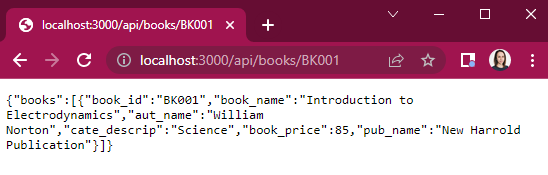 localhost:3000/api/books/BK001
localhost:3000/api/books/BK001
{"books":[{"book_id":"BK001","book_name":"Introduction to
Electrodynamics","aut_name":"William
Norton","cate_descrip":"Science","book_price":85,"pub_name":"New Harrold
Publication"}]}